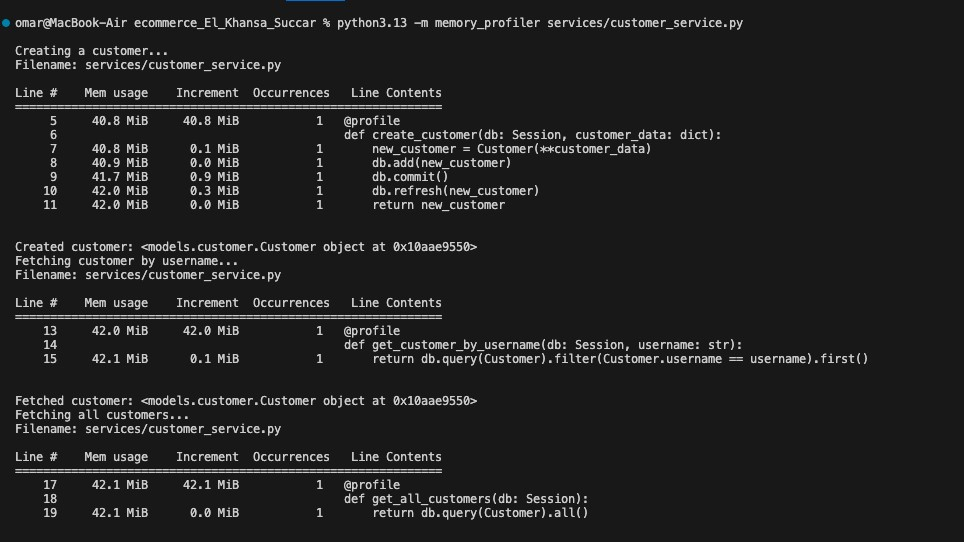 omar@MacBook-Air ecommerce_El_Khansa_Succar % python3.13 -m memory_profiler services/customer_service.py
Creating a customer...
Filename: services/customer_service.py
Line #    Mem usage    Increment  Occurrences   Line Contents
=============================================================
     5     40.8 MiB     40.8 MiB           1   @profile
     6                                         def create_customer(db: Session, customer_data: dict):
     7     40.8 MiB      0.1 MiB           1       new_customer = Customer(**customer_data)
     8     40.9 MiB      0.0 MiB           1       db.add(new_customer)
     9     41.7 MiB      0.9 MiB           1       db.commit()
    10     42.0 MiB      0.3 MiB           1       db.refresh(new_customer)
    11     42.0 MiB      0.0 MiB           1       return new_customer
Created customer: <models.customer.Customer object at 0x10aae9550>
Fetching customer by username...
Filename: services/customer_service.py
Line #    Mem usage    Increment  Occurrences   Line Contents
=============================================================
    13     42.0 MiB     42.0 MiB           1   @profile
    14                                         def get_customer_by_username(db: Session, username: str):
    15     42.1 MiB      0.1 MiB           1       return db.query(Customer).filter(Customer.username == username).first()
Fetched customer: <models.customer.Customer object at 0x10aae9550>
Fetching all customers...
Filename: services/customer_service.py
Line #    Mem usage    Increment  Occurrences   Line Contents
=============================================================
    17     42.1 MiB     42.1 MiB           1   @profile
    18                                         def get_all_customers(db: Session):
    19     42.1 MiB      0.0 MiB           1       return db.query(Customer).all()